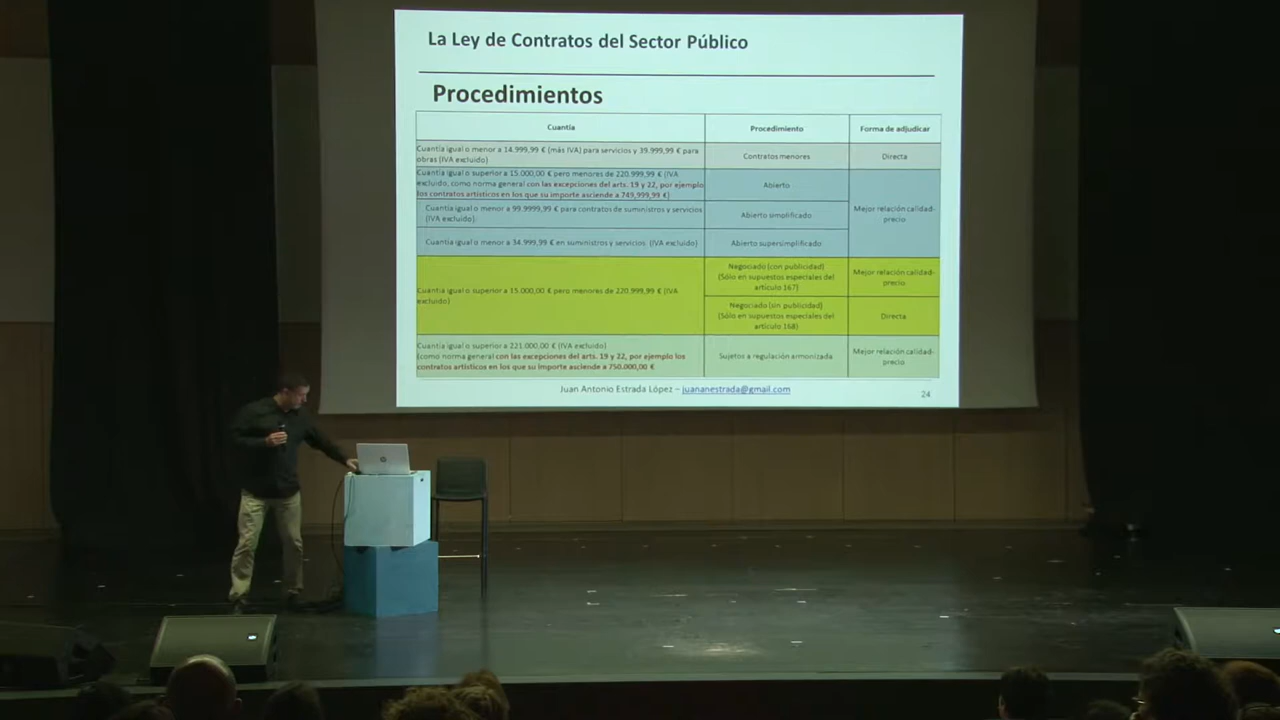 La Ley de Contratos del Sector Público
Procedimientos
Cuantía
Procedimiento
Forma de adjudicar
Cuantía igual o menor a 14.999,99 € (más IVA) para servicios y 39.999,99 € para
obras (IVA excluido)
Contratos menores
Directa
Cuantía igual o superior a 15.000,00 € pero menores de 220.999,99 € (IVA
excluido, como norma general con las excepciones del arts. 19 y 22, por ejemplo
los contratos artísticos en los que su importe asciende a 749,999,99 €)
Abierto
Mejor relación calidad-
precio
Cuantía igual o menor a 99.9999,99 € para contratos de suministros y servicios
(IVA excluido).
Abierto simplificado
Cuantía igual o menor a 34.999,99 € en suministros y servicios. (IVA excluido)
Abierto supersimplificado
Cuantía igual o superior a 15.000,00 € pero menores de 220.999,99 € (IVA
excluido)
Negociado (con publicidad)
(Sólo en supuestos especiales del
artículo 167)
Mejor relación calidad-
precio
Negociado (sin publicidad)
(Sólo en supuestos especiales del
artículo 168)
Directa
Cuantía igual o superior a 221.000,00 € (IVA excluido)
(como norma general con las excepciones del arts. 19 y 22, por ejemplo los
contratos artísticos en los que su importe asciende a 750.000,00 €
Sujetos a regulación armonizada
Mejor relación calidad-
precio
Juan Antonio Estrada López – juananestrada@gmail.com
24